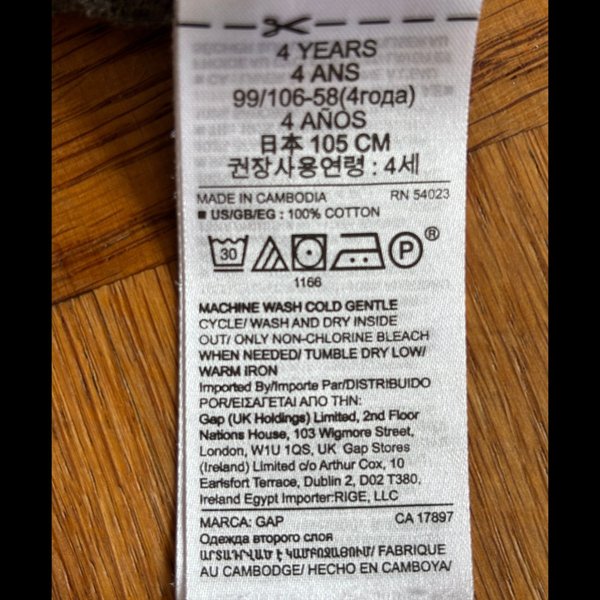 4 YEARS
4 ANS
99/106-58(4года)
4 AÑOS
日本 105 CM
권장사용연령 : 4세
MADE IN CAMBODIA RN 54023
■ US/GB/EG : 100% COTTON
30 P®
1166
MACHINE WASH COLD GENTLE
CYCLE/ WASH AND DRY INSIDE
OUT/ ONLY NON-CHLORINE BLEACH
WHEN NEEDED/ TUMBLE DRY LOW/
WARM IRON
Imported By/Importe Par/DISTRIBUIDO
POR/ΕΙΣΑΓΕΤΑΙ ΑΠΟ ΤΗΝ:
Gap (UK Holdings) Limited, 2nd Floor
Nations House, 103 Wigmore Street,
London, W1U 1QS, UK Gap Stores
(Ireland) Limited c/o Arthur Cox, 10
Earlsfort Terrace, Dublin 2, D02 T380,
Ireland Egypt Importer:RIGE, LLC
MARCA: GAP CA 17897
Одежда второго слоя
ԱՐՏԱԴՐՎԱԾ Է ԿԱՄԲՈՋԱՅՈՒՄ/ FABRIQUE
AU CAMBODGE/ HECHO EN CAMBOYA/